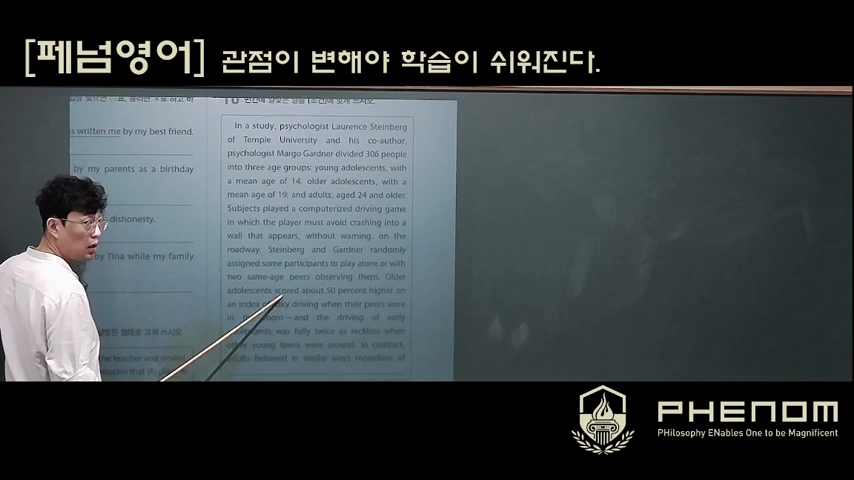 [페넘영어] 관점이 변해야 학습이 쉬워진다.
s written me by my best friend.
by my parents as a birthday
dishonesty.
by Tina while my family
the teacher and smiled
In a study, psychologist Laurence Steinberg
of Temple University and his co-author,
psychologist Margo Gardner divided 306 people
into three age groups: young adolescents, with
a mean age of 14; older adolescents, with a
mean age of 19; and adults, aged 24 and older.
Subjects played a computerized driving game
in which the player must avoid crashing into a
wall that appears, without warning, on the
roadway. Steinberg and Gardner randomly
assigned some participants to play alone or with
two same-age peers observing them. Older
adolescents scored about 50 percent higher on
an index of risky driving when their peers were
in the room — and the driving of early
adolescents was fully twice as reckless when
other young teens were around. In contrast,
adults behaved in similar ways regardless of
PHENOM
PHilosophy ENables One to be Magnificent